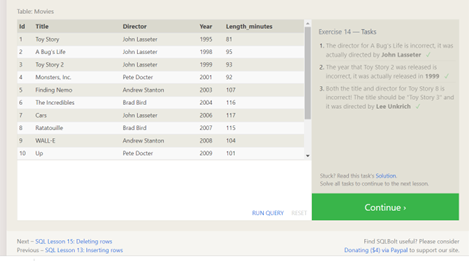 Table: Movies
Id Title Director Year Length_minutes
1 Toy Story John Lasseter 1995 81
2 A Bug's Life John Lasseter 1998 95
3 Toy Story 2 John Lasseter 1999 93
4 Monsters, Inc. Pete Docter 2001 92
5 Finding Nemo Andrew Stanton 2003 107
6 The Incredibles Brad Bird 2004 116
7 Cars John Lasseter 2006 117
8 Ratatouille Brad Bird 2007 115
9 WALL-E Andrew Stanton 2008 104
10 Up Pete Docter 2009 101
RUN QUERY RESET
Exercise 14 — Tasks
1. The director for A Bug's Life is incorrect, it was
actually directed by John Lasseter ✓
2. The year that Toy Story 2 was released is
incorrect, it was actually released in 1999 ✓
3. Both the title and director for Toy Story 8 is
incorrect! The title should be "Toy Story 3" and
it was directed by Lee Unkrich ✓
Stuck? Read this task's Solution.
Solve all tasks to continue to the next lesson.
Continue ›
Next – SQL Lesson 15: Deleting rows
Previous – SQL Lesson 13: Inserting rows
Find SQLBolt useful? Please consider
Donating ($4) via Paypal to support our site.